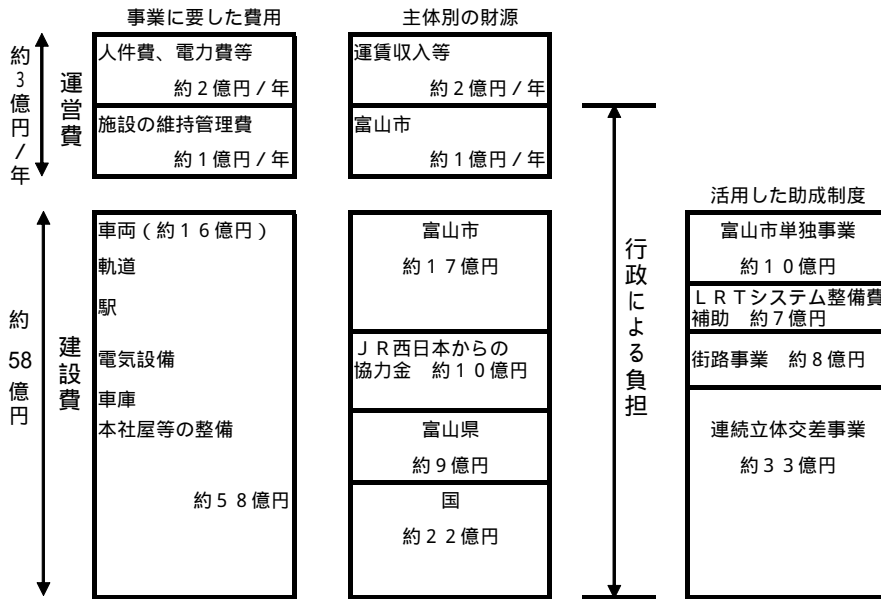 事業に要した費用
主体別の財源
約3億円/年
運営費
人件費、電力費等
約2億円/年
施設の維持管理費
約1億円/年
運賃収入等
約2億円/年
富山市
約1億円/年
約58億円
建設費
車両(約16億円)
軌道
駅
電気設備
車庫
本社屋等の整備
約58億円
富山市
約17億円
JR西日本からの
協力金 約10億円
富山県
約9億円
国
約22億円
行政による負担
活用した助成制度
富山市単独事業
約10億円
LRTシステム整備費
補助 約7億円
街路事業 約8億円
連続立体交差事業
約33億円